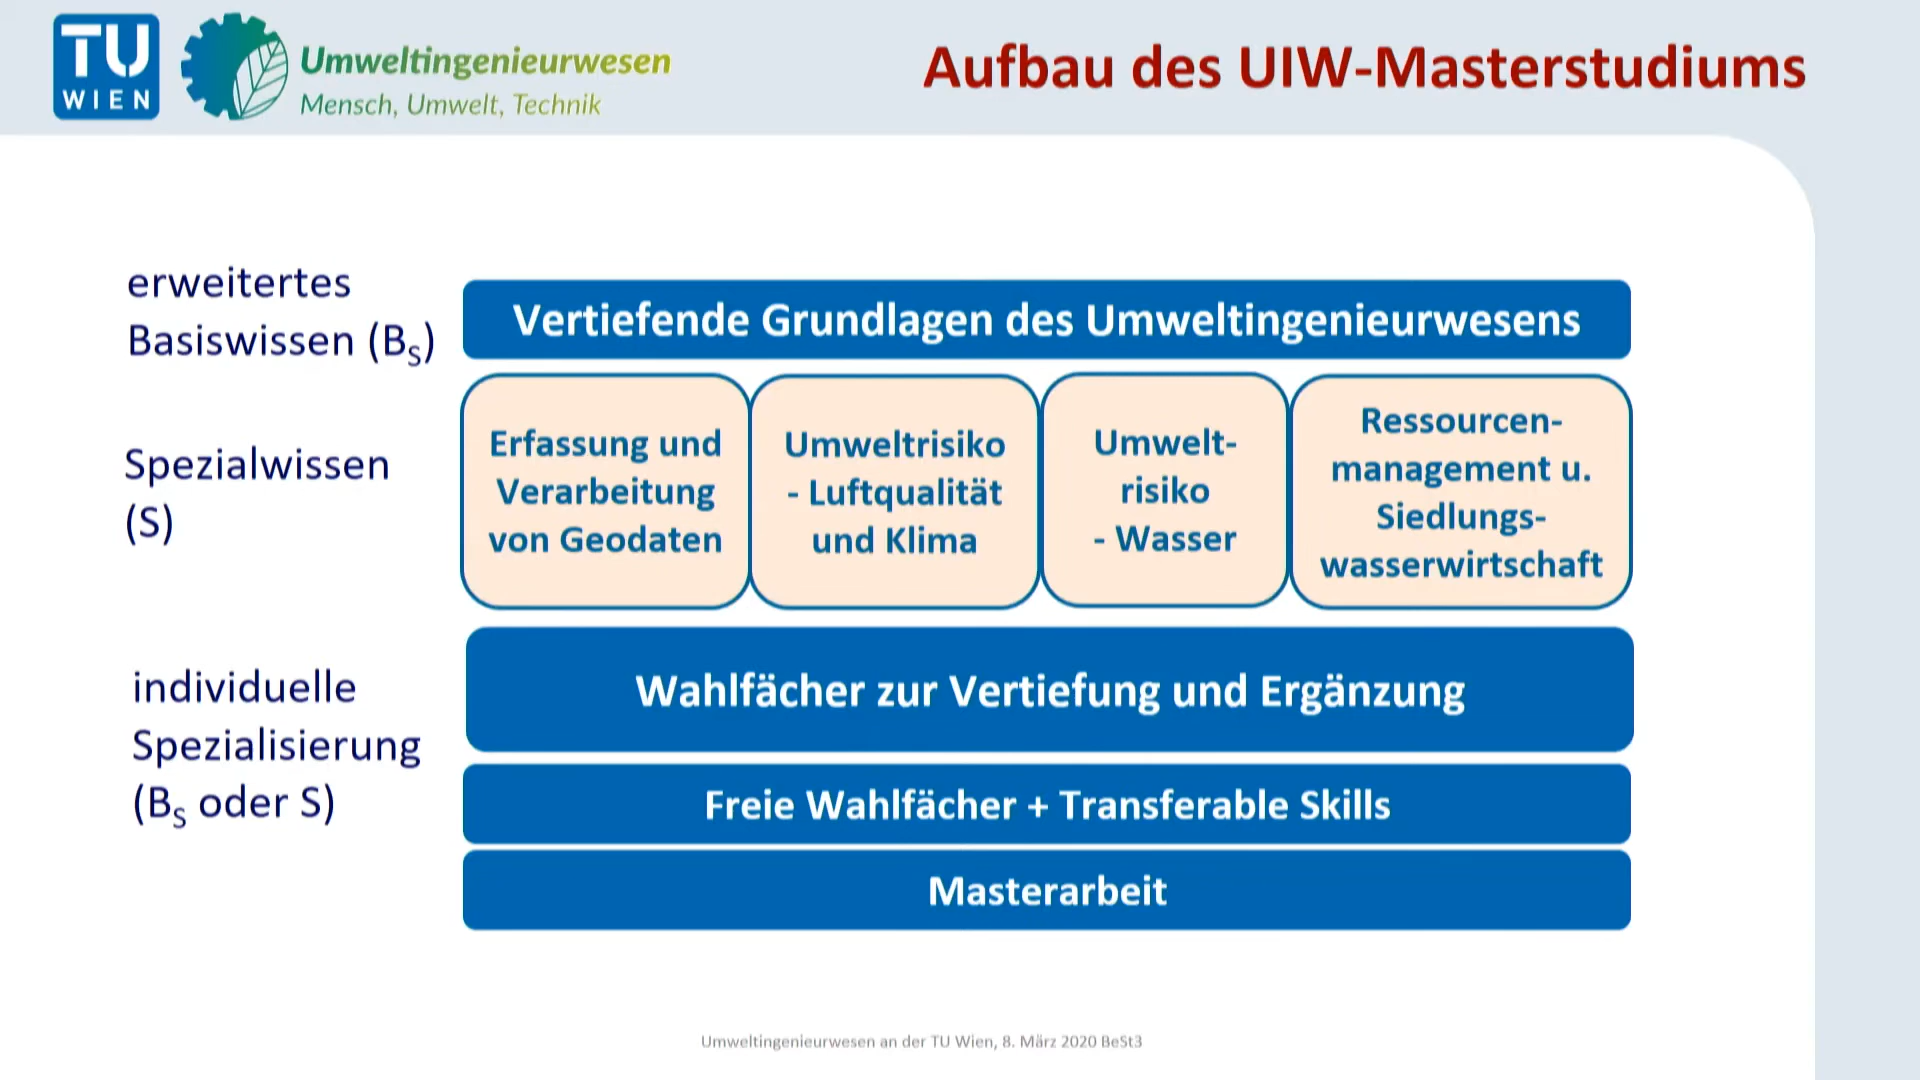 TU
WIEN
Umweltingenieurwesen
Mensch, Umwelt, Technik
Aufbau des UIW-Masterstudiums
erweitertes
Basiswissen (BS)
Vertiefende Grundlagen des Umweltingenieurwesens
Spezialwissen
(S)
Erfassung und
Verarbeitung
von Geodaten
Umweltrisiko
- Luftqualität
und Klima
Umwelt-
risiko
- Wasser
Ressourcen-
management u.
Siedlungs-
wasserwirtschaft
individuelle
Spezialisierung
(BS oder S)
Wahlfächer zur Vertiefung und Ergänzung
Freie Wahlfächer + Transferable Skills
Masterarbeit
Umweltingenieurwesen an der TU Wien, 8. März 2020 BeSt3